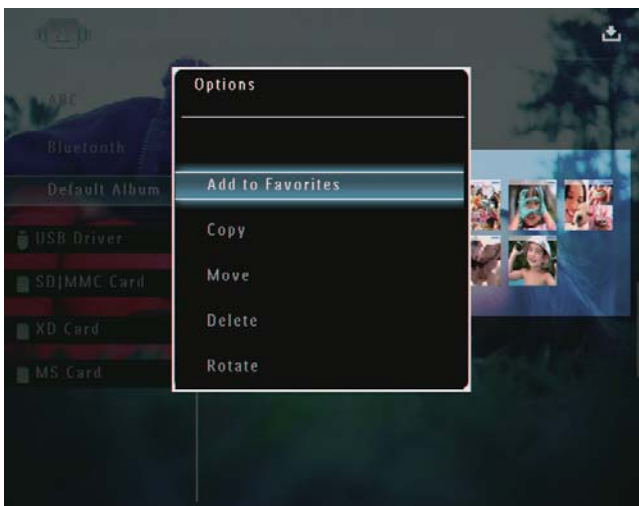 ABC
Bluetooth
Default Album
USB Driver
SD|MMC Card
XD Card
MS Card
Options
Add to Favorites
Copy
Move
Delete
Rotate